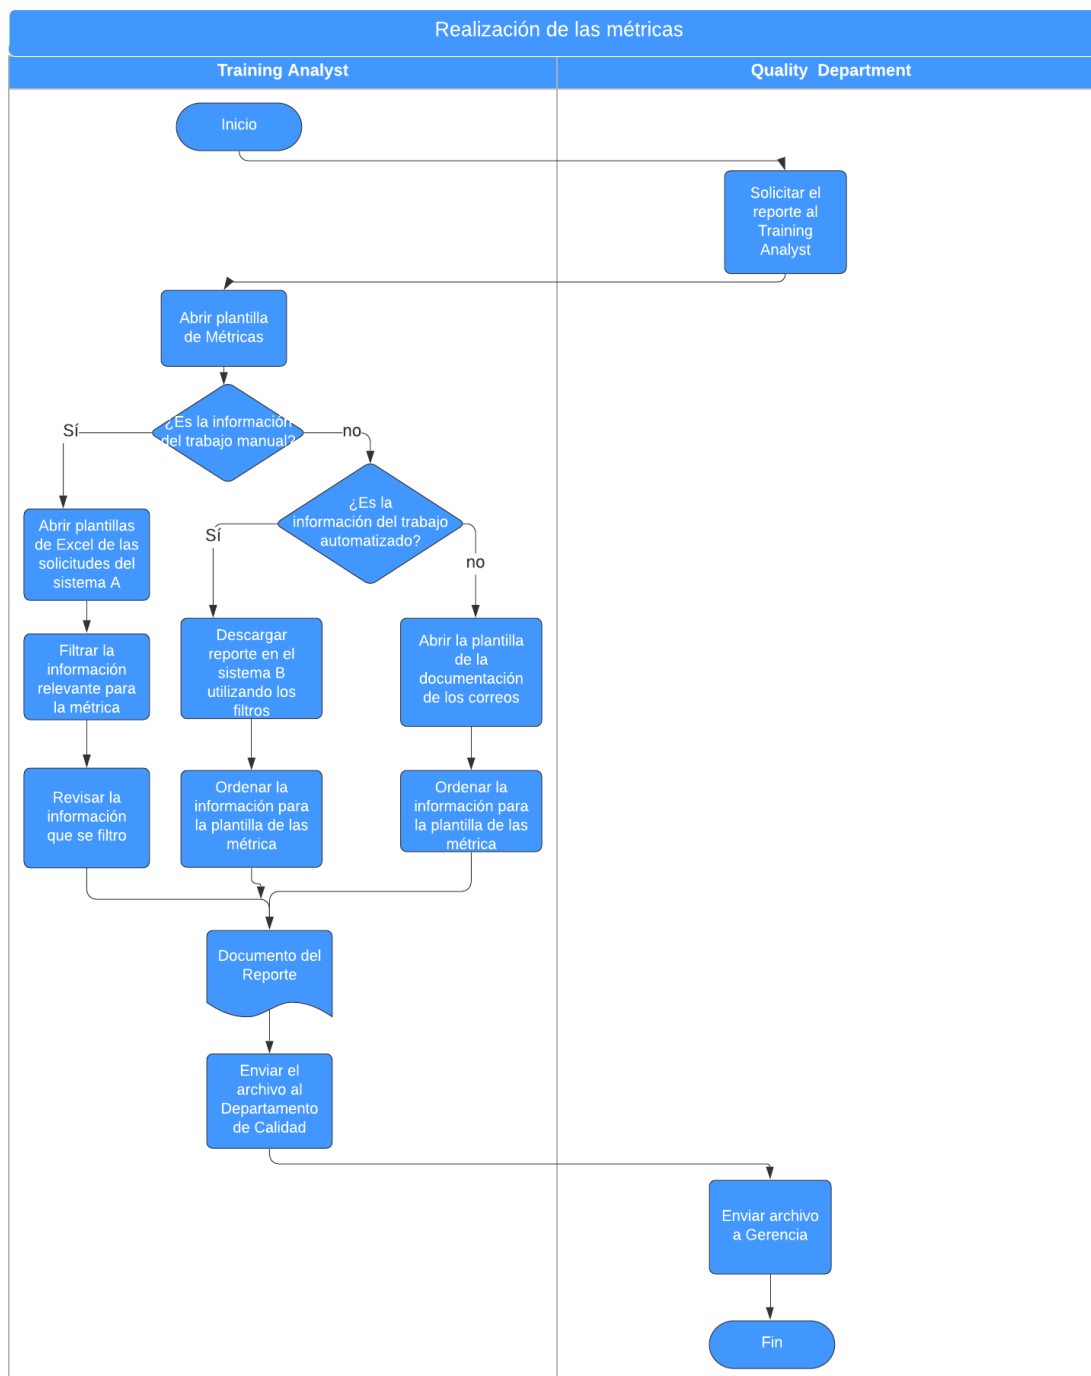 Realización de las métricas
Training Analyst
Quality  Department
Inicio
Solicitar el
reporte al
Training
Analyst
Abrir plantilla
de Métricas
¿Es la información
del trabajo manual?
Sí
no
¿Es la
información del trabajo
automatizado?
Sí
no
Abrir plantillas
de Excel de las
solicitudes del
sistema A
Descargar
reporte en el
sistema B
utilizando los
filtros
Abrir la plantilla
de la
documentación
de los correos
Filtrar la
información
relevante para
la métrica
Revisar la
información
que se filtro
Ordenar la
información para
la plantilla de las
métrica
Ordenar la
información para
la plantilla de las
métrica
Documento del
Reporte
Enviar el
archivo al
Departamento
de Calidad
Enviar archivo
a Gerencia
Fin